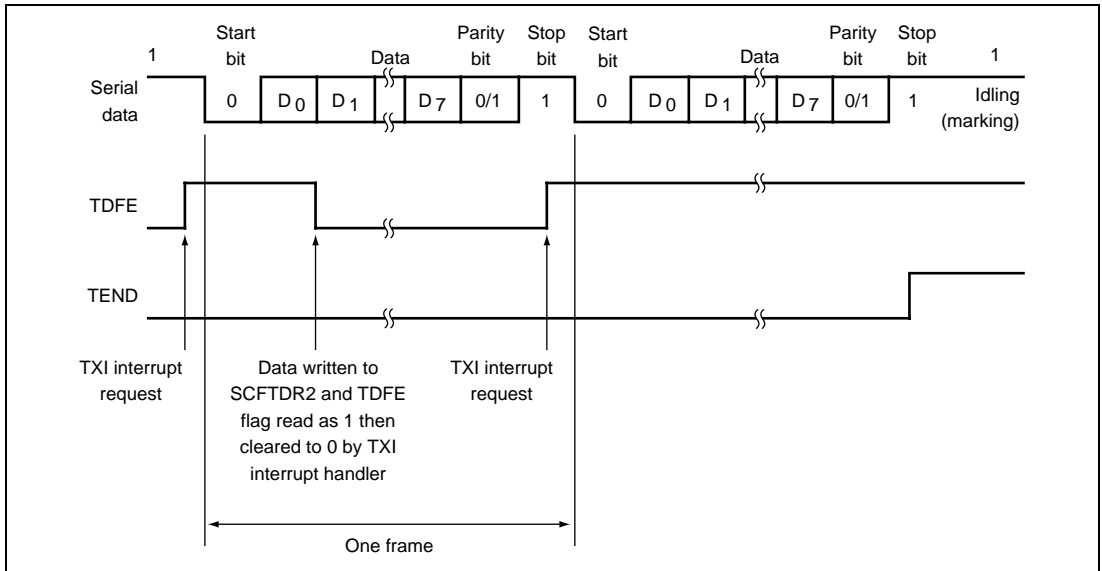 Start Parity Stop Start Parity Stop
1 bit Data bit bit bit Data bit bit 1
Serial data 0 D0 D1 D7 0/1 1 0 D0 D1 D7 0/1 1 Idling (marking)
TDFE
TEND
TXI interrupt
request
Data written to
SCFTDR2 and TDFE
flag read as 1 then
cleared to 0 by TXI
interrupt handler
TXI interrupt
request
One frame